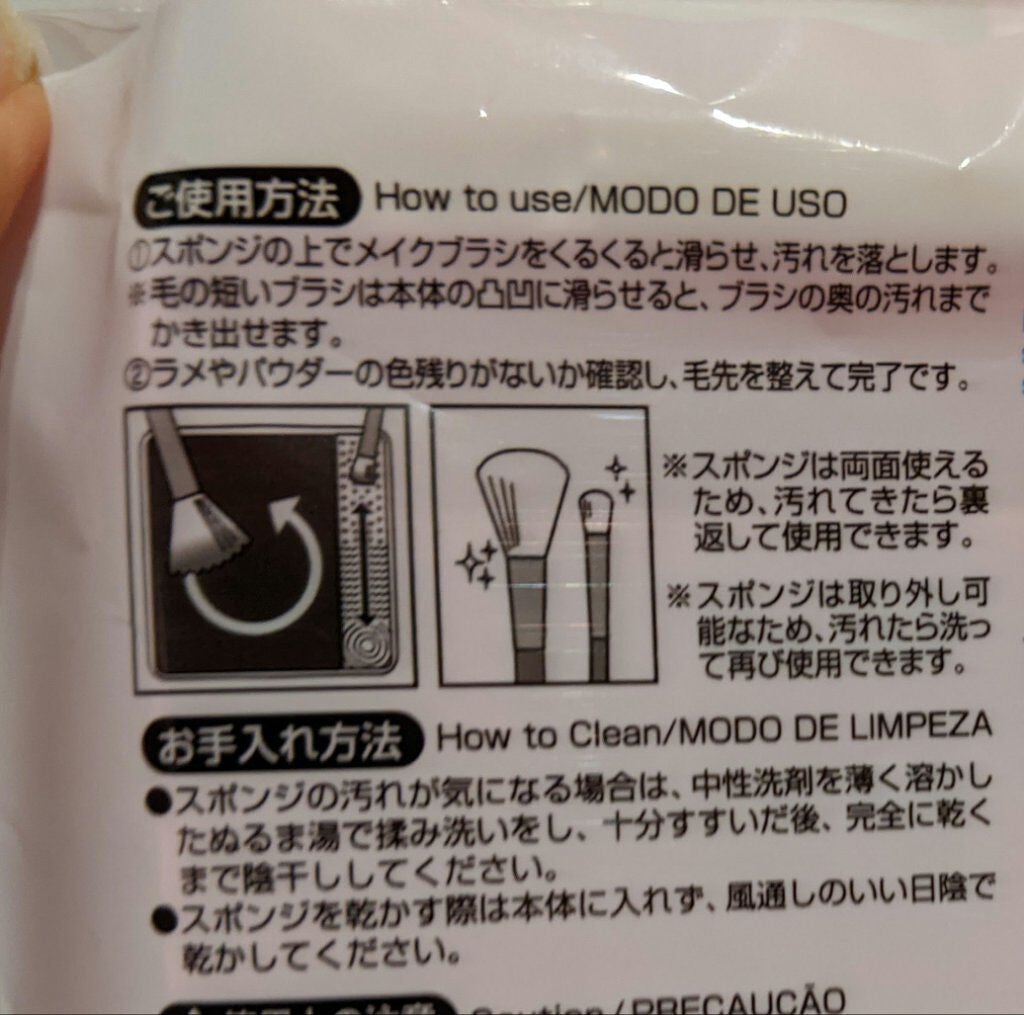 ご使用方法 How to use/MODO DE USO
①スポンジの上でメイクブラシをくるくると滑らせ、汚れを落とします。
※毛の短いブラシは本体の凸凹に滑らせると、ブラシの奥の汚れまで
かき出せます。
②ラメやパウダーの色残りがないか確認し、毛先を整えて完了です。
※スポンジは両面使える
ため、汚れてきたら裏
返して使用できます。
※スポンジは取り外し可
能なため、汚れたら洗っ
て再び使用できます。
お手入れ方法 How to Clean/MODO DE LIMPEZA
●スポンジの汚れが気になる場合は、中性洗剤を薄く溶かし
たぬるま湯で揉み洗いをし、十分すすいだ後、完全に乾く
まで陰干ししてください。
●スポンジを乾かす際は本体に入れず、風通しのいい日陰で
乾かしてください。
使用上の注意 Caution/PRECAUCÃO